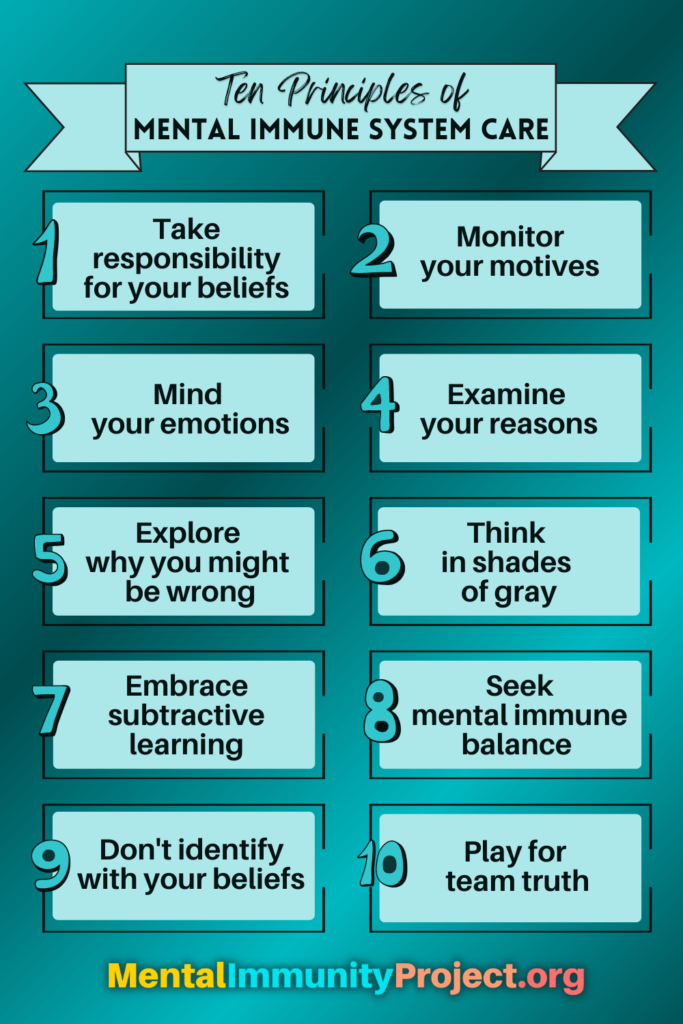 Ten Principles of
MENTAL IMMUNE SYSTEM CARE
1
Take
responsibility
for your beliefs
2
Monitor
your motives
3
Mind
your emotions
4
Examine
your reasons
5
Explore
why you might
be wrong
6
Think
in shades
of gray
7
Embrace
subtractive
learning
8
Seek
mental immune
balance
9
Don't identify
with your beliefs
10
Play for
team truth
MentalImmunityProject.org